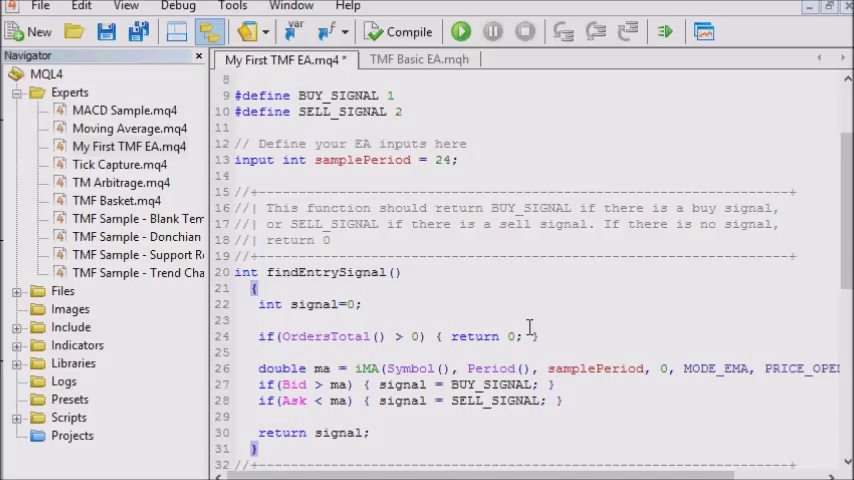 File Edit View Debug Tools Window Help
New Compile
Navigator
My First TMF EA.mq4 * TMF Basic EA.mqh
MQL4
Experts
MACD Sample.mq4
Moving Average.mq4
My First TMF EA.mq4
Tick Capture.mq4
TM Arbitrage.mq4
TMF Basket.mq4
TMF Sample - Blank Tem
TMF Sample - Donchian
TMF Sample - Support Re
TMF Sample - Trend Cha
Files
Images
Include
Indicators
Libraries
Logs
Presets
Scripts
Projects
8
9 #define BUY_SIGNAL 1
10 #define SELL_SIGNAL 2
11
12 // Define your EA inputs here
13 input int samplePeriod = 24;
14
15 //+-------------------------------------------------------------------+
16 //| This function should return BUY_SIGNAL if there is a buy signal,
17 //| or SELL_SIGNAL if there is a sell signal. If there is no signal,
18 //| return 0
19 //+-------------------------------------------------------------------+
20 int findEntrySignal()
21 {
22 int signal=0;
23
24 if(OrdersTotal() > 0) { return 0; }
25
26 double ma = iMA(Symbol(), Period(), samplePeriod, 0, MODE_EMA, PRICE_OPEN
27 if(Bid > ma) { signal = BUY_SIGNAL; }
28 if(Ask < ma) { signal = SELL_SIGNAL; }
29
30 return signal;
31 }
32 //+-------------------------------------------------------------------+